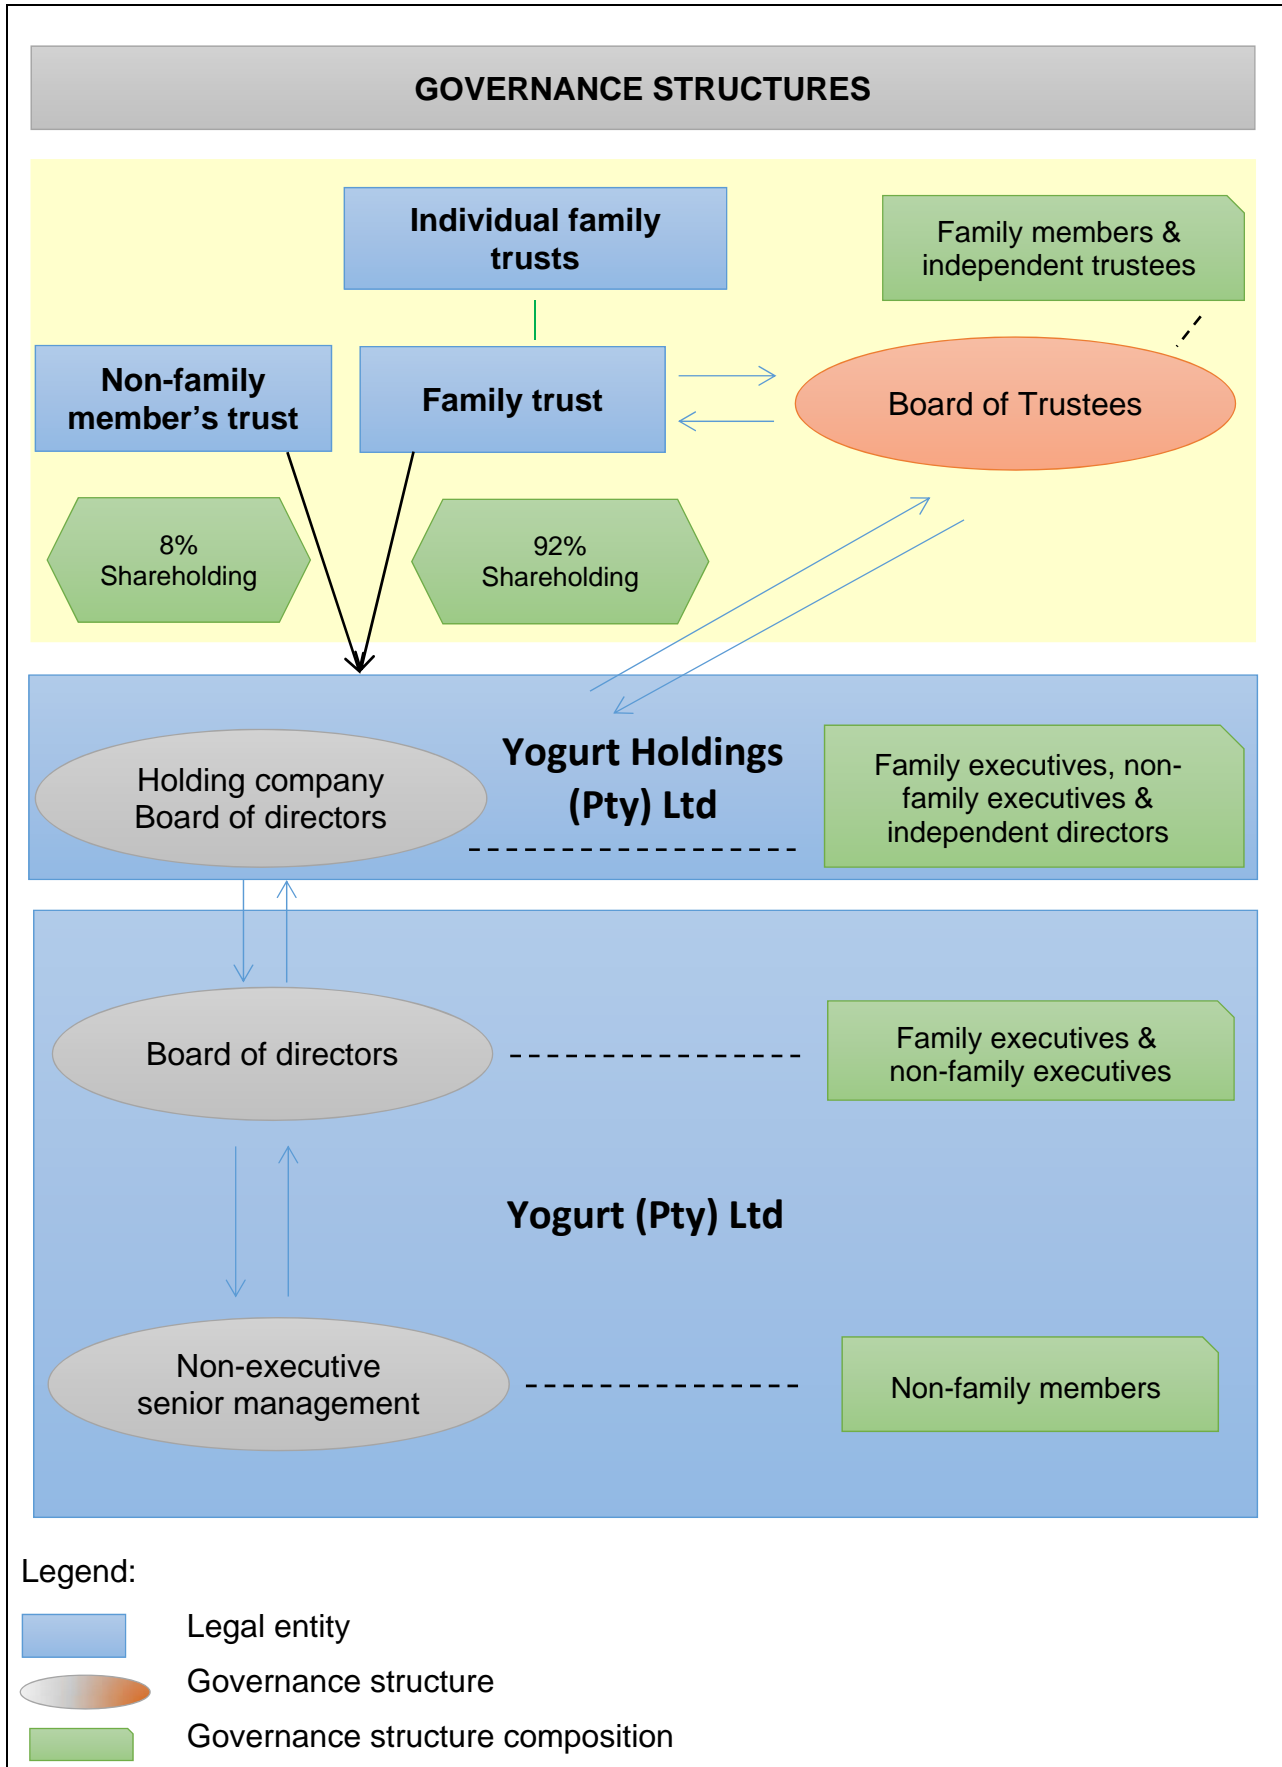 GOVERNANCE STRUCTURES
Individual family
trusts
Family members &
independent trustees
Non-family
member’s trust
Family trust
Board of Trustees
8%
Shareholding
92%
Shareholding
Yogurt Holdings
(Pty) Ltd
Holding company
Board of directors
Family executives, non-
family executives &
independent directors
Board of directors
Family executives &
non-family executives
Yogurt (Pty) Ltd
Non-executive
senior management
Non-family members
Legend:
Legal entity
Governance structure
Governance structure composition